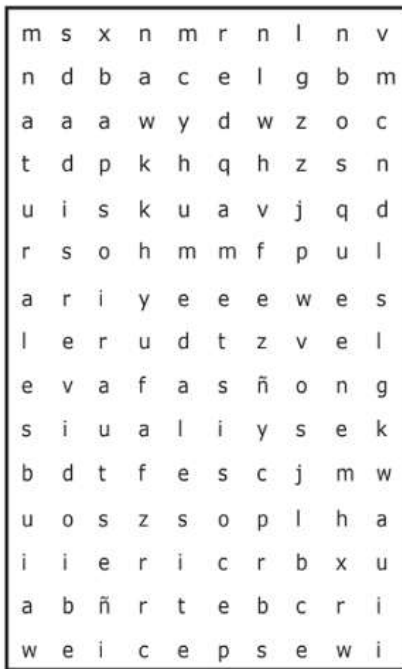 m s x n m r n l n v
n d b a c e l g b m
a a a w y d w z o c
t d p k h q h z s n
u i s k u a v j q d
r s o h m m f p u l
a r i y e e e w e s
l e r u d t z v e l
e v a f a s ñ o n g
s i u a l i y s e k
b d t f e s c j m w
u o s z s o p l h a
i i e r i c r b x u
a b ñ r t e b c r i
w e i c e p s e w i